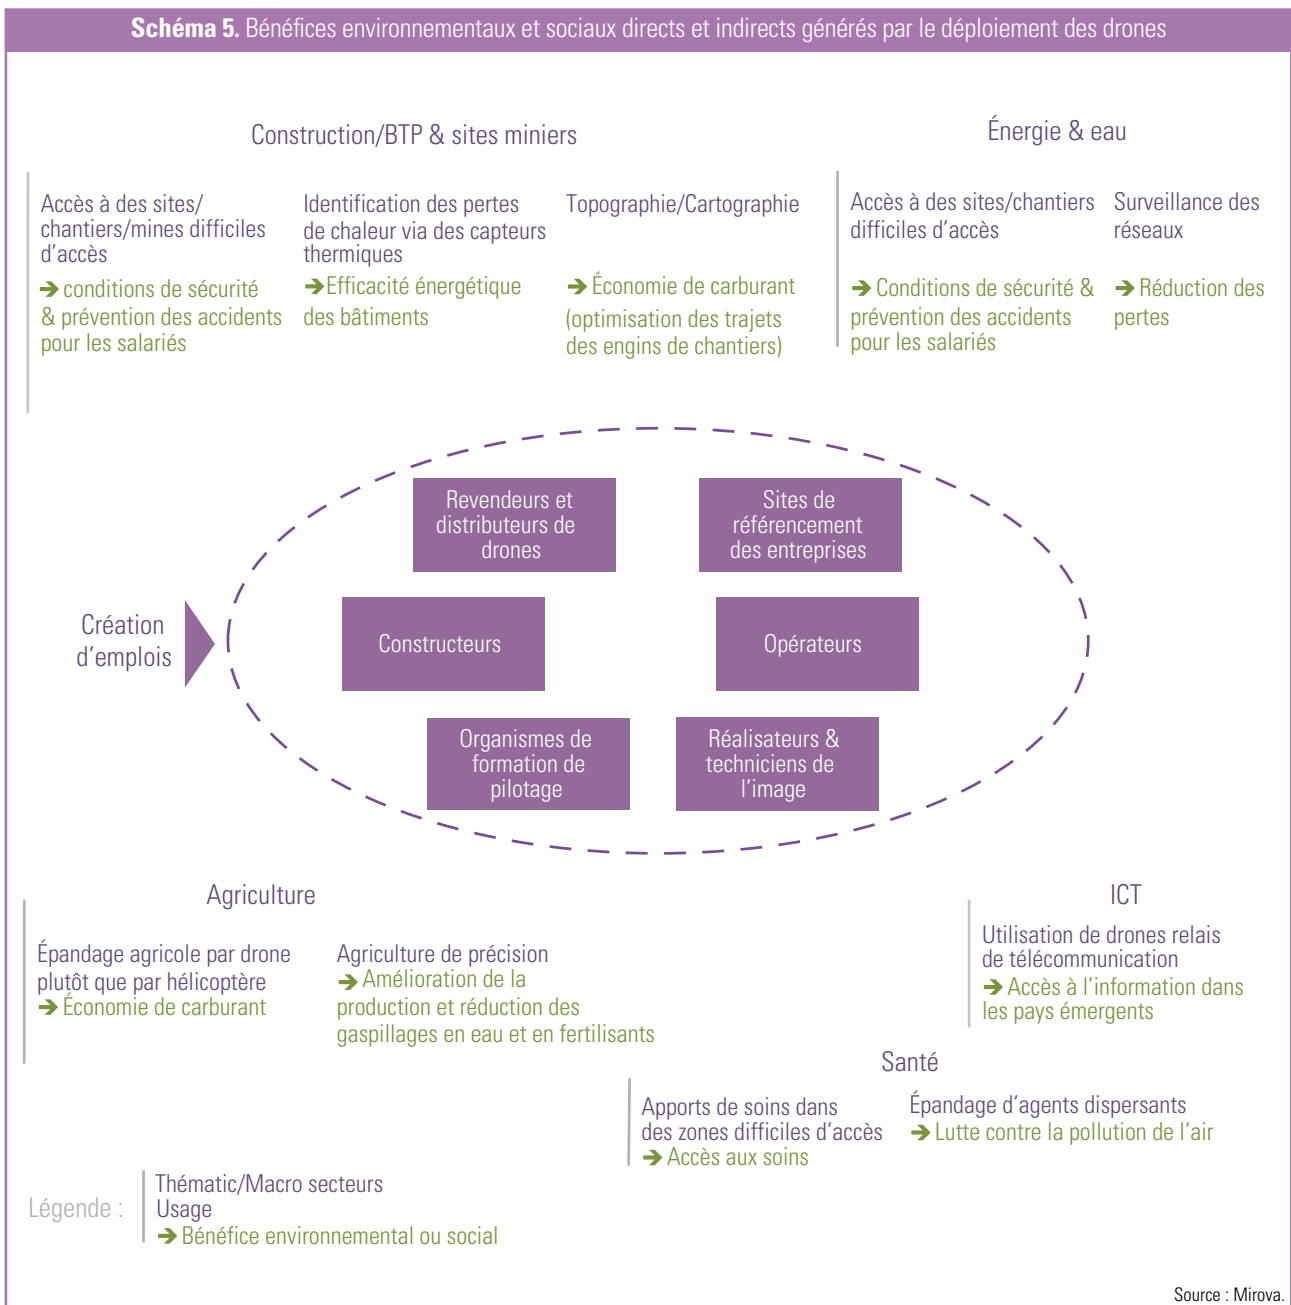 Schéma 5. Bénéfices environnementaux et sociaux directs et indirects générés par le déploiement des drones
Construction/BTP & sites miniers
Accès à des sites/
chantiers/mines difficiles
d'accès
➔ conditions de sécurité
& prévention des accidents
pour les salariés
Identification des pertes
de chaleur via des capteurs
thermiques
➔Efficacité énergétique
des bâtiments
Topographie/Cartographie
➔ Économie de carburant
(optimisation des trajets
des engins de chantiers)
Énergie & eau
Accès à des sites/chantiers
difficiles d'accès
➔ Conditions de sécurité &
prévention des accidents
pour les salariés
Surveillance des
réseaux
➔ Réduction des
pertes
Création
d'emplois
Revendeurs et
distributeurs de
drones
Sites de
référencement
des entreprises
Constructeurs
Opérateurs
Organismes de
formation de
pilotage
Réalisateurs &
techniciens de
l'image
Agriculture
Épandage agricole par drone
plutôt que par hélicoptère
➔ Économie de carburant
Agriculture de précision
➔ Amélioration de la
production et réduction des
gaspillages en eau et en fertilisants
ICT
Utilisation de drones relais
de télécommunication
➔ Accès à l'information dans
les pays émergents
Santé
Apports de soins dans
des zones difficiles d'accès
➔ Accès aux soins
Épandage d'agents dispersants
➔ Lutte contre la pollution de l'air
Légende :
Thématic/Macro secteurs
Usage
➔ Bénéfice environnemental ou social
Source : Mirova.